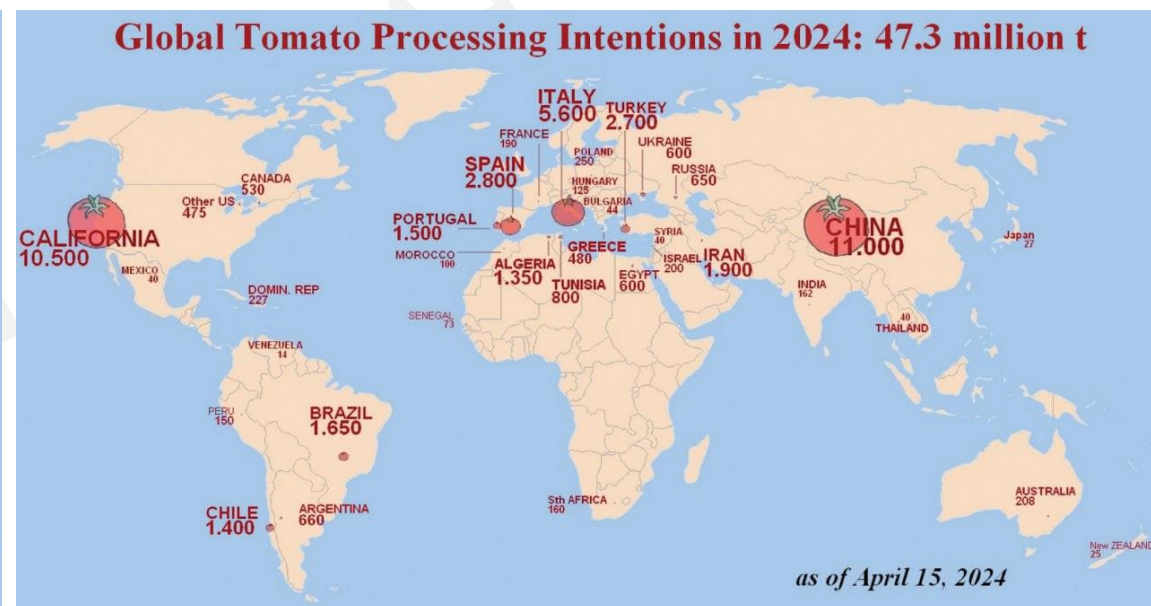 Global Tomato Processing Intentions in 2024: 47.3 million t
ITALY
5.600
TURKEY
2.700
FRANCE
190
POLAND
250
UKRAINE
600
SPAIN
2.800
RUSSIA
650
HUNGARY
125
BULGARIA
44
CANADA
530
Other US
475
CALIFORNIA
10.500
PORTUGAL
1.500
MOROCCO
100
ALGERIA
1.350
TUNISIA
800
GREECE
480
SYRIA
40
ISRAEL
200
IRAN
1.900
EGYPT
600
CHINA
11.000
Japan
27
MEXICO
40
DOMIN. REP
227
INDIA
162
40
THAILAND
SENEGAL
73
VENEZUELA
14
PERU
150
BRAZIL
1.650
CHILE
1.400
ARGENTINA
660
Sth AFRICA
160
AUSTRALIA
208
New ZEALAND
25
as of April 15, 2024